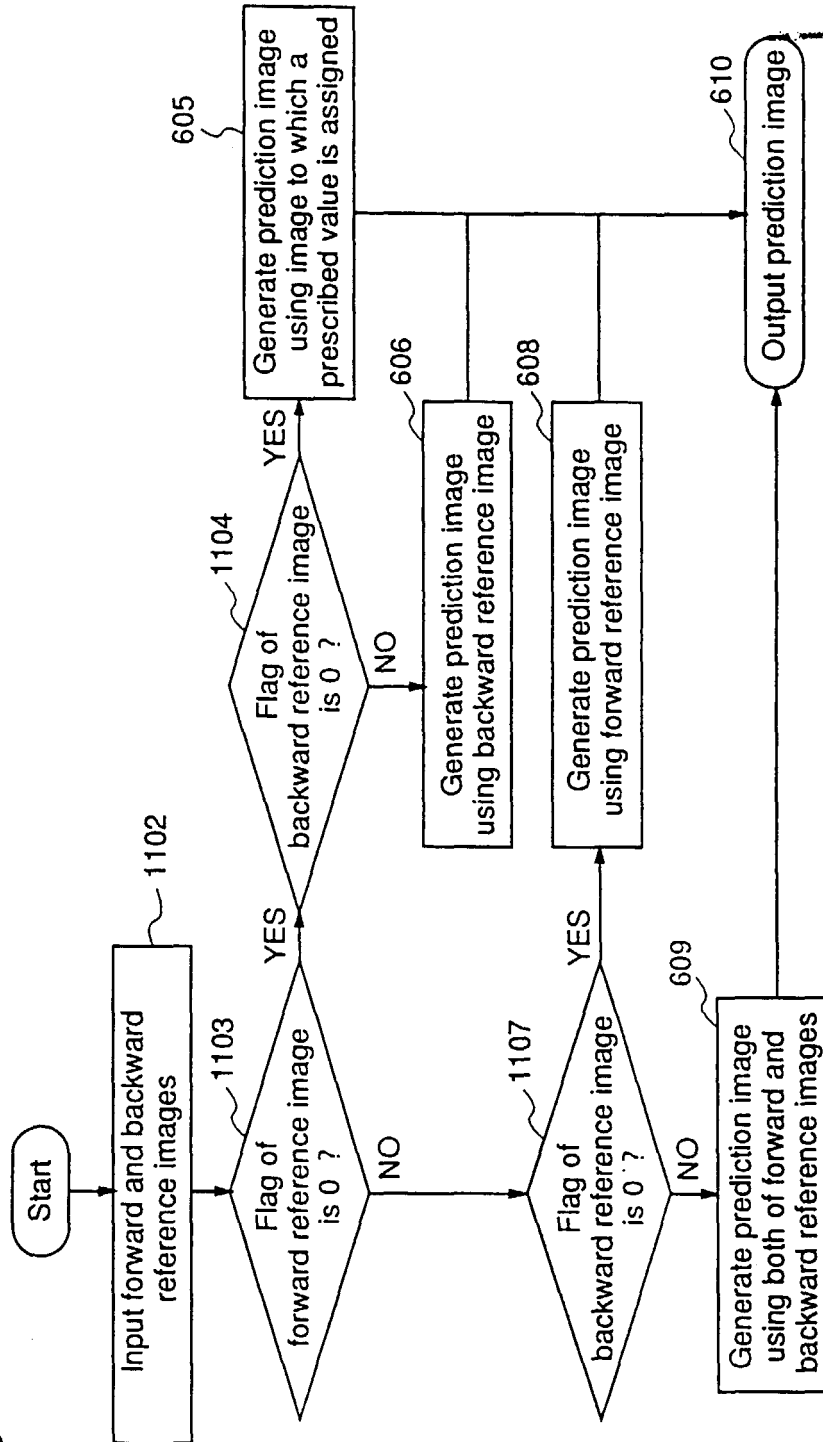 Start
Input forward and backward
reference images
1102
Flag of
forward reference image
is 0 ?
1103
YES
NO
Flag of
backward reference image
is 0 ?
1104
YES
NO
Generate prediction image
using image to which a
prescribed value is assigned
605
Generate prediction image
using backward reference image
606
Flag of
backward reference image
is 0 ?
1107
YES
NO
Generate prediction image
using forward reference image
608
Generate prediction image
using both of forward and
backward reference images
609
Output prediction image
610